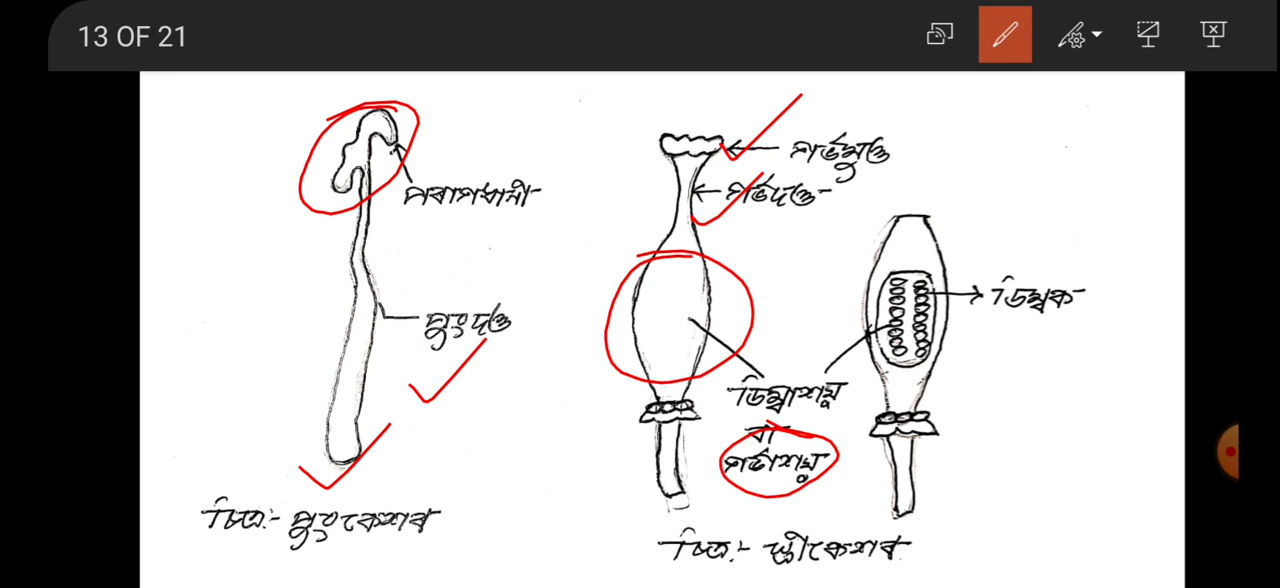 13 OF 21
পৰাগধানী
পুংদণ্ড
চিত্ৰ:- পুংকেশৰ
গৰ্ভমুণ্ড
গৰ্ভদণ্ড
ডিম্বক
ডিম্বাশয়
বা
গৰ্ভাশয়
চিত্ৰ:- স্ত্ৰীকেশৰ